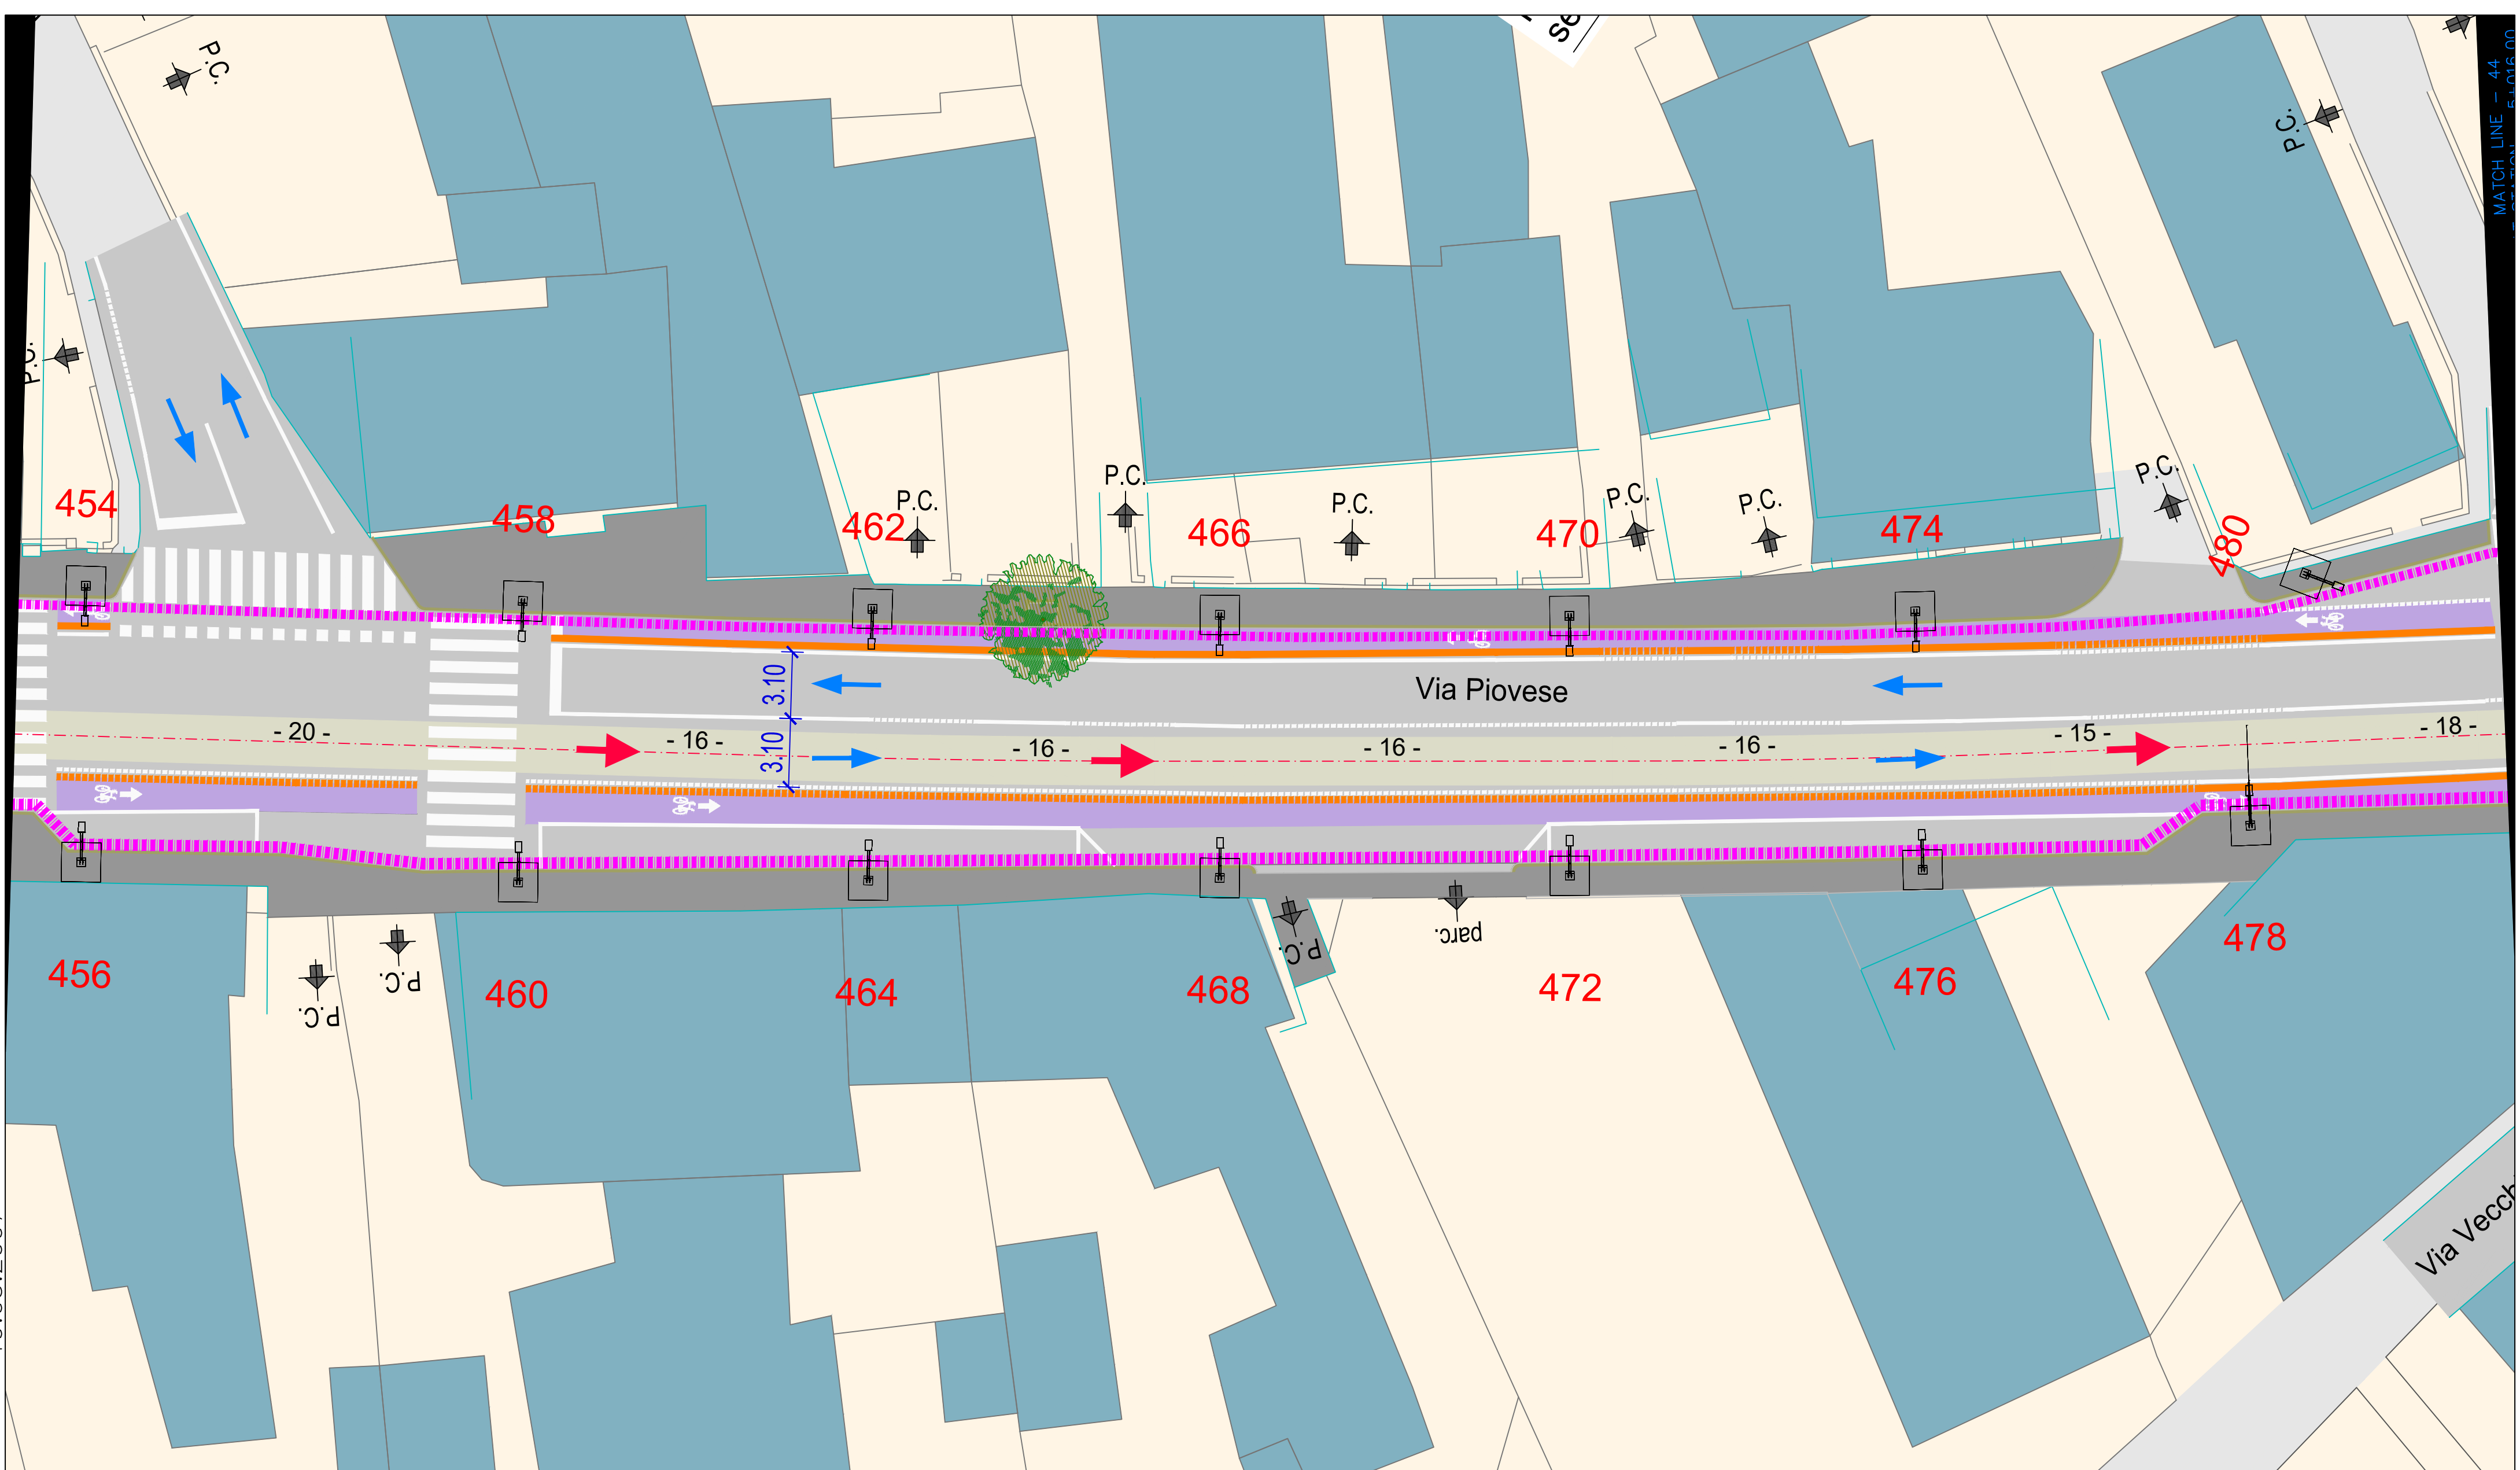 P.C.
MATCH LINE - 44
P.C.
P.C.
454
458
462
P.C.
P.C.
466
P.C.
470
P.C.
P.C.
474
P.C.
480
3.10
Via Piovese
- 20 -
- 16 -
3.10
- 16 -
- 16 -
- 16 -
- 15 -
- 18 -
456
P.C.
P.C.
460
464
468
P.C.
parc.
472
476
478